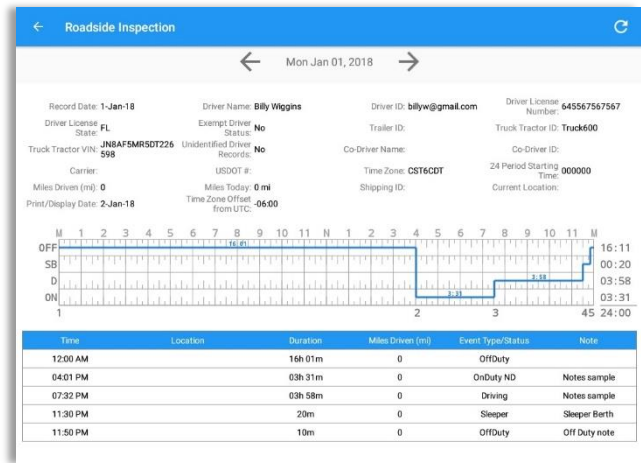 Roadside Inspection
Mon Jan 01, 2018
Record Date: 1-Jan-18 Driver Name: Billy Wiggins Driver ID: billyw@gmail.com Driver License Number: 645567567567
Driver License State: FL Exempt Driver Status: No Trailer ID: Truck Tractor ID: Truck600
Truck Tractor VIN: JN8AF5MR5DT226598 Unidentified Driver Records: No Co-Driver Name: Co-Driver ID:
Carrier: USDOT #: Time Zone: CST6CDT 24 Period Starting Time: 000000
Miles Driven (mi): 0 Miles Today: 0 mi Shipping ID: Current Location:
Print/Display Date: 2-Jan-18 Time Zone Offset from UTC: -06:00
M 1 2 3 4 5 6 7 8 9 10 11 N 1 2 3 4 5 6 7 8 9 10 11 M
OFF 16:01 16:11
SB 00:20
D 3:58 03:58
ON 3:31 03:31
1 2 3 45 24:00
Time Location Duration Miles Driven (mi) Event Type/Status Note
12:00 AM 16h 01m 0 OffDuty
04:01 PM 03h 31m 0 OnDuty ND Notes sample
07:32 PM 03h 58m 0 Driving Notes sample
11:30 PM 20m 0 Sleeper Sleeper Berth
11:50 PM 10m 0 OffDuty Off Duty note